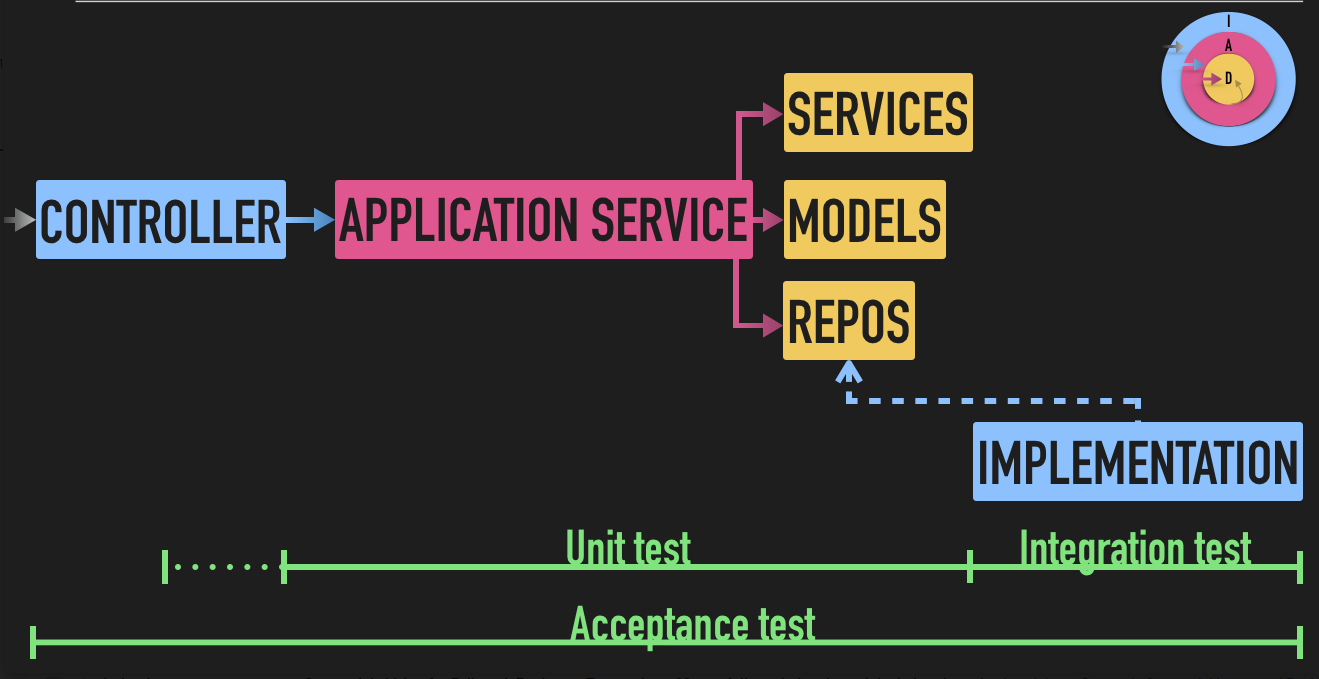 I
A
D
SERVICES
CONTROLLER
APPLICATION SERVICE
MODELS
REPOS
IMPLEMENTATION
Unit test
Integration test
Acceptance test